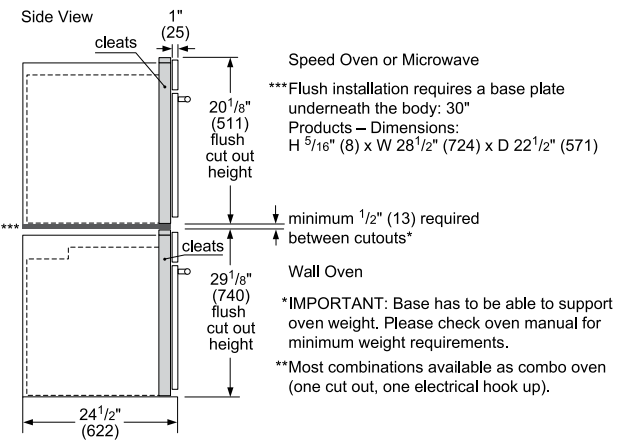 Side View
1"
(25)
cleats
Speed Oven or Microwave
***Flush installation requires a base plate
underneath the body: 30"
Products – Dimensions:
H 5/16" (8) x W 28 1/2" (724) x D 22 1/2" (571)
20 1/8"
(511)
flush
cut out
height
***
minimum 1/2" (13) required
between cutouts*
cleats
Wall Oven
29 1/8"
(740)
flush
cut out
height
*IMPORTANT: Base has to be able to support
oven weight. Please check oven manual for
minimum weight requirements.
**Most combinations available as combo oven
(one cut out, one electrical hook up).
24 1/2"
(622)